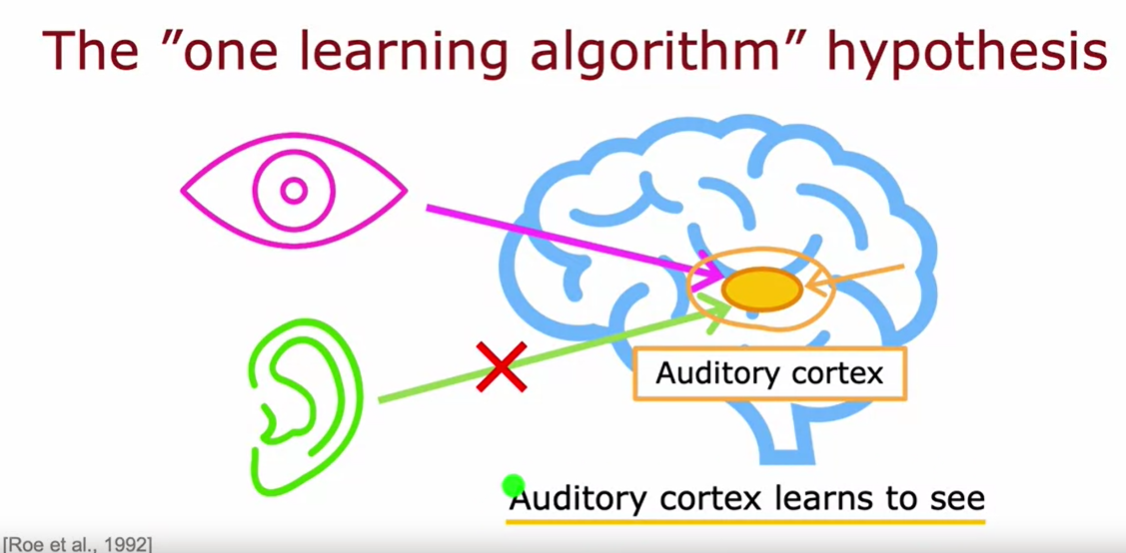 The "one learning algorithm" hypothesis
Auditory cortex
Auditory cortex learns to see
[Roe et al., 1992]